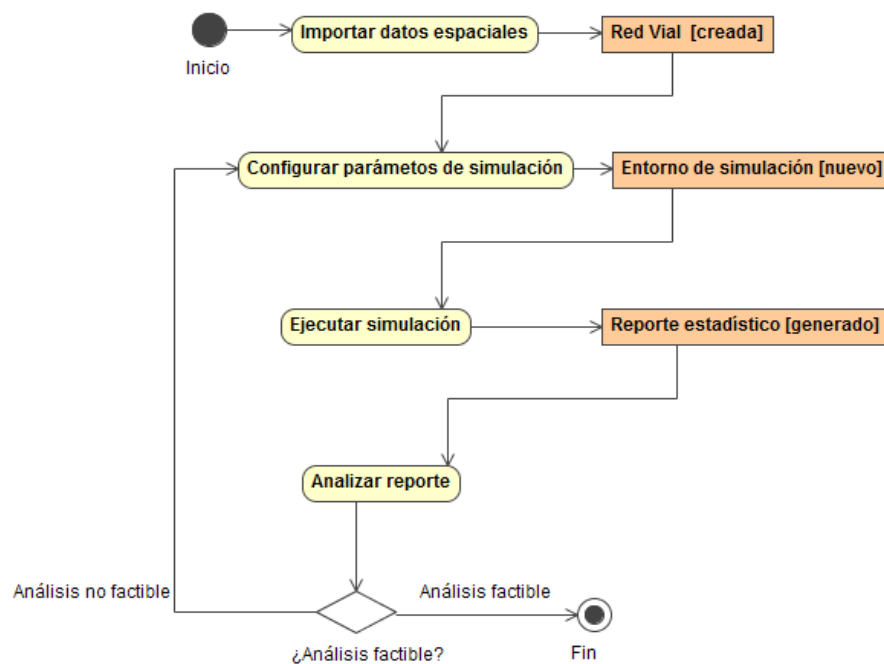 Importar datos espaciales
Red Vial [creada]
Inicio
Configurar parámetos de simulación
Entorno de simulación [nuevo]
Ejecutar simulación
Reporte estadístico [generado]
Analizar reporte
Análisis no factible
Análisis factible
¿Análisis factible?
Fin